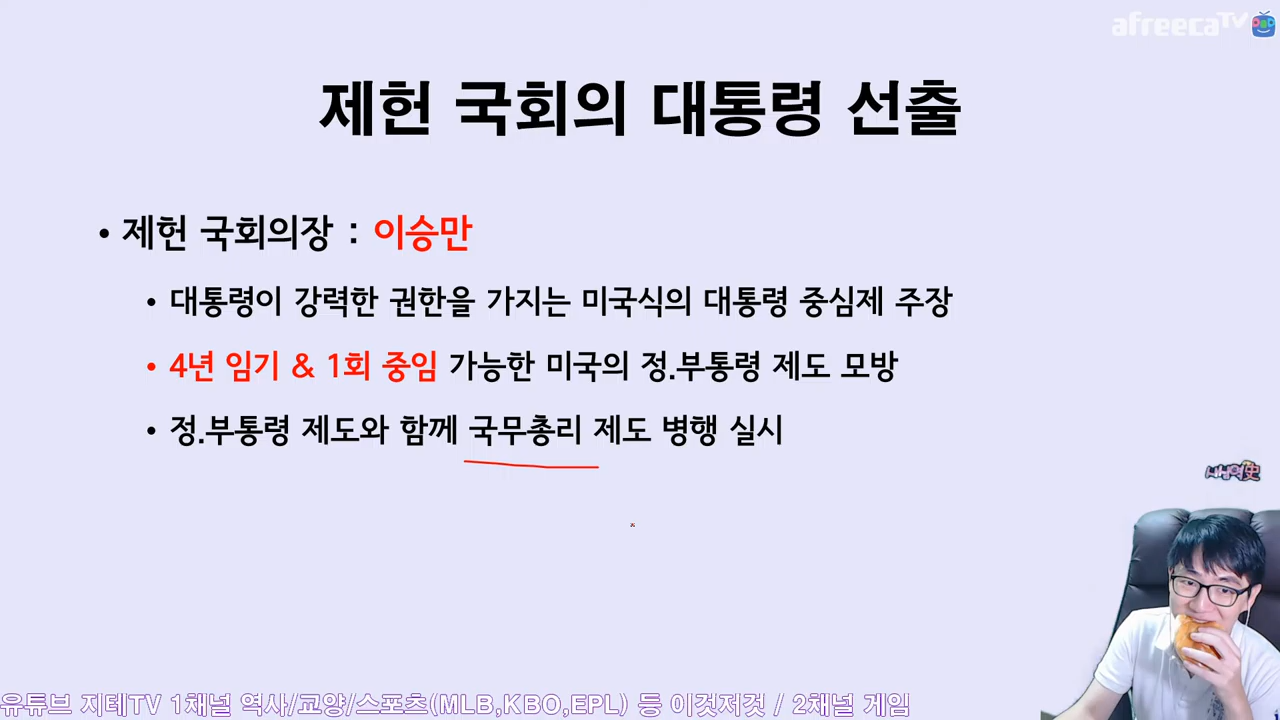 afreecaTV
제헌 국회의 대통령 선출
• 제헌 국회의장 : 이승만
• 대통령이 강력한 권한을 가지는 미국식의 대통령 중심제 주장
• 4년 임기 & 1회 중임 가능한 미국의 정.부통령 제도 모방
• 정.부통령 제도와 함께 국무총리 제도 병행 실시
유튜브 지테TV 1채널 역사/교양/스포츠(MLB,KBO,EPL) 등 이것저것 / 2채널 게임